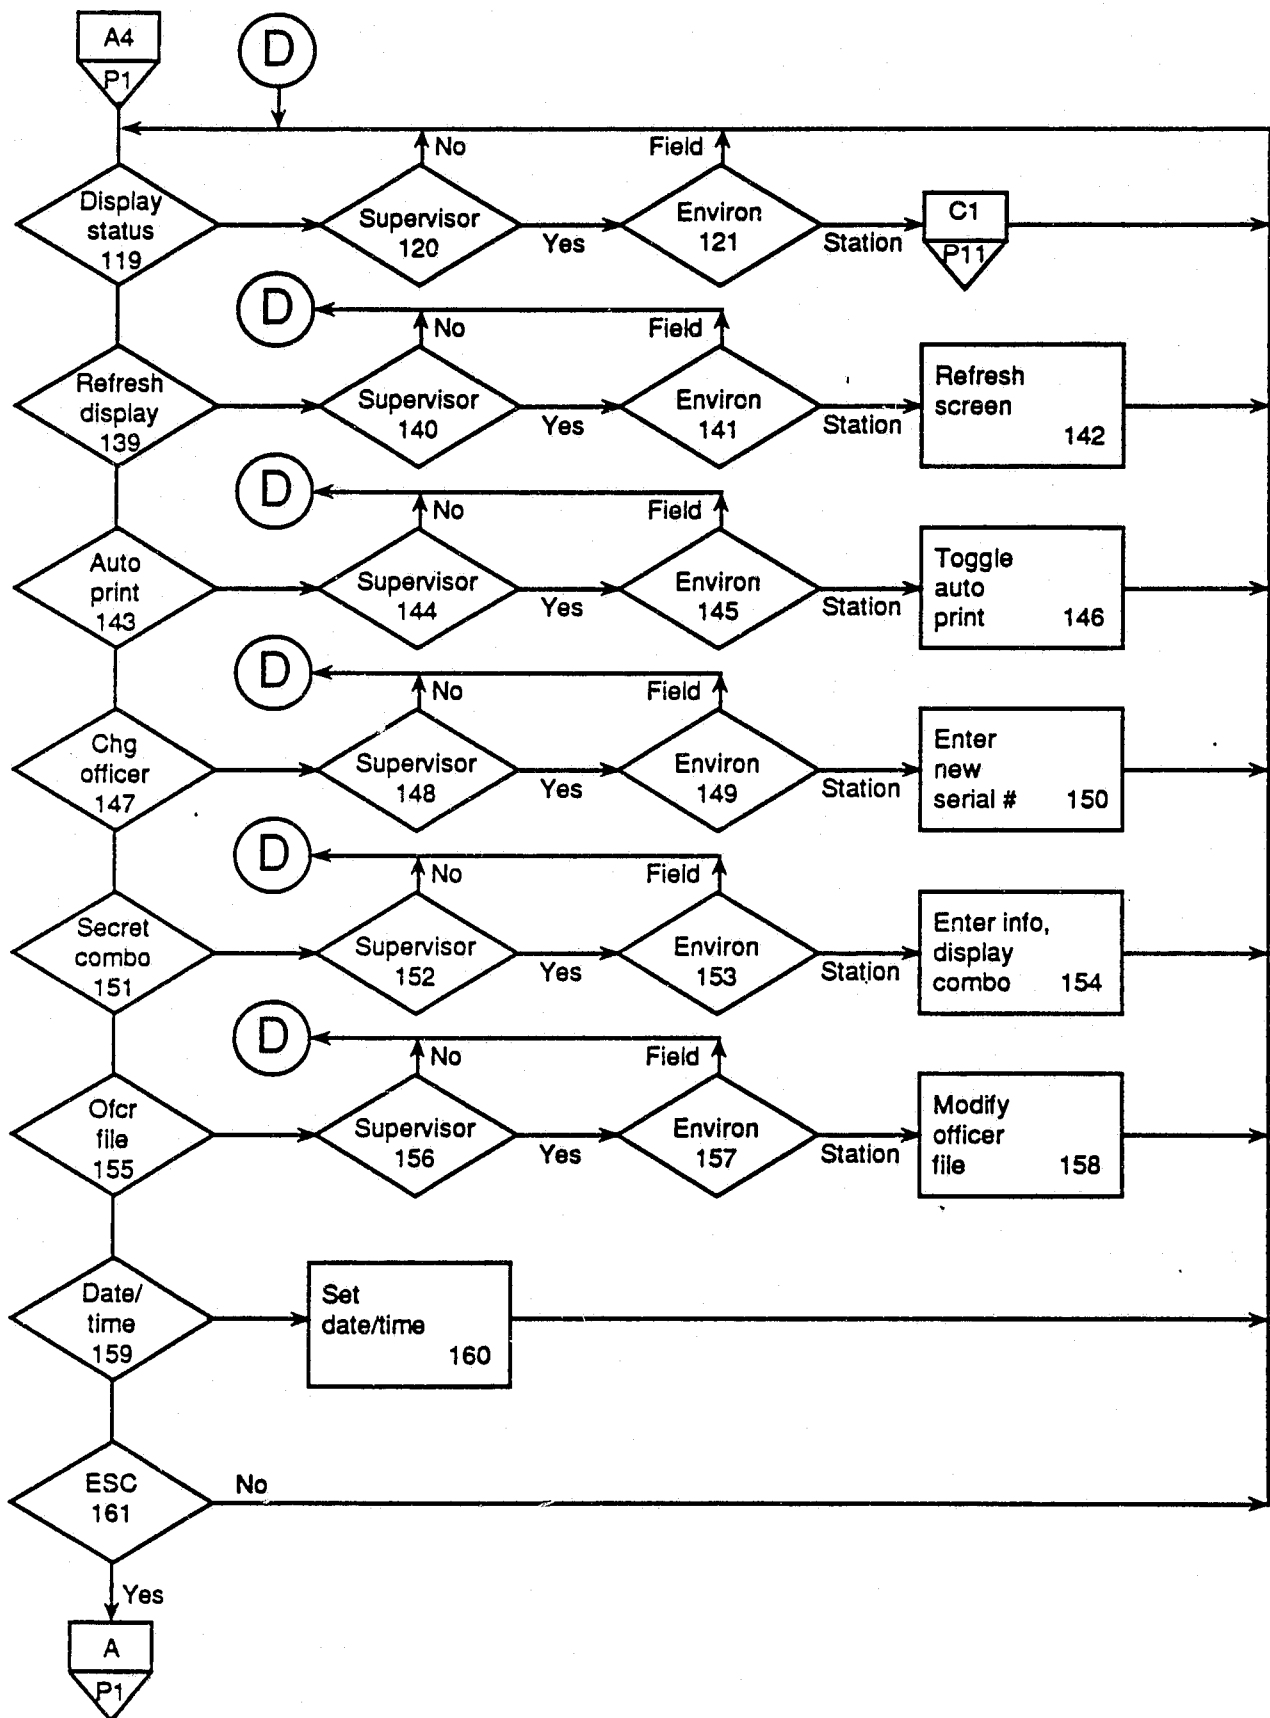 A4
P1
D
No
Field
Display
status
119
Supervisor
120
Yes
Environ
121
Station
C1
P11
D
No
Field
Refresh
display
139
Supervisor
140
Yes
Environ
141
Station
Refresh
screen
142
D
No
Field
Auto
print
143
Supervisor
144
Yes
Environ
145
Station
Toggle
auto
print 146
D
No
Field
Chg
officer
147
Supervisor
148
Yes
Environ
149
Station
Enter
new
serial # 150
D
No
Field
Secret
combo
151
Supervisor
152
Yes
Environ
153
Station
Enter info,
display
combo 154
D
No
Field
Ofcr
file
155
Supervisor
156
Yes
Environ
157
Station
Modify
officer
file 158
Date/
time
159
Set
date/time
160
ESC
161
No
Yes
A
P1